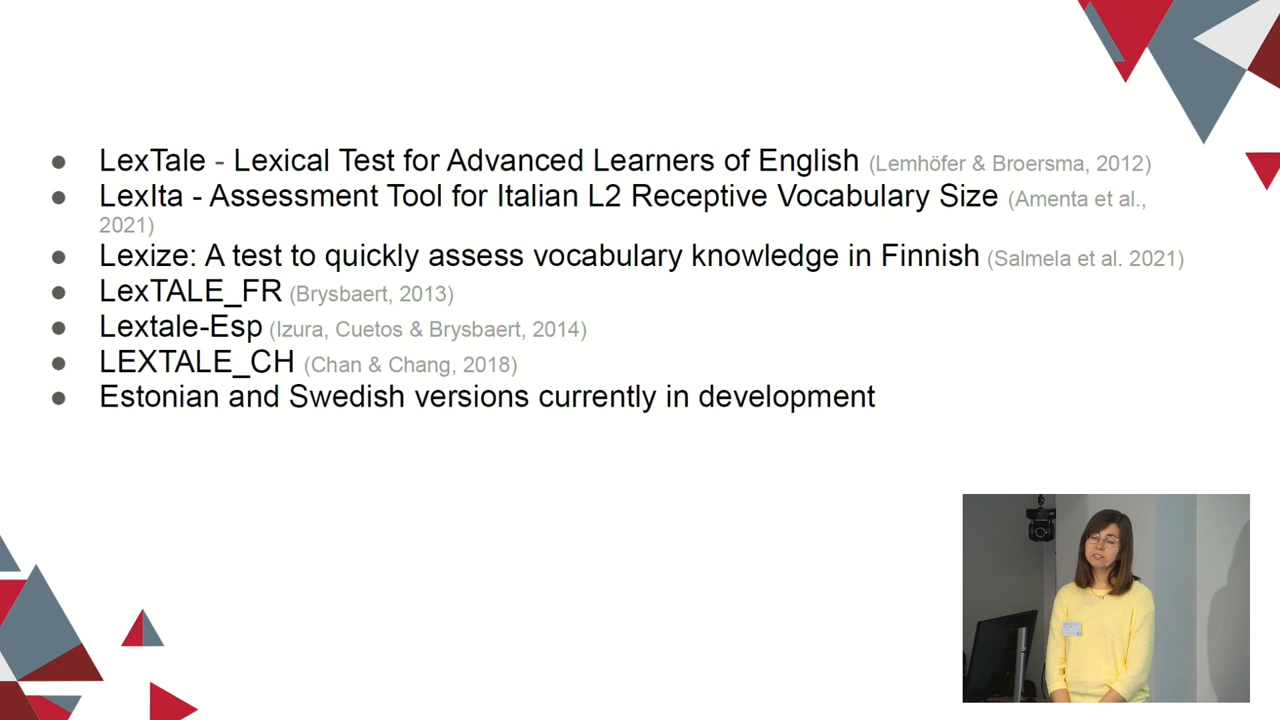 LexTale - Lexical Test for Advanced Learners of English (Lemhöfer & Broersma, 2012)
LexIta - Assessment Tool for Italian L2 Receptive Vocabulary Size (Amenta et al.,
2021)
Lexize: A test to quickly assess vocabulary knowledge in Finnish (Salmela et al. 2021)
LexTALE_FR (Brysbaert, 2013)
Lextale-Esp (Izura, Cuetos & Brysbaert, 2014)
LEXTALE_CH (Chan & Chang, 2018)
Estonian and Swedish versions currently in development